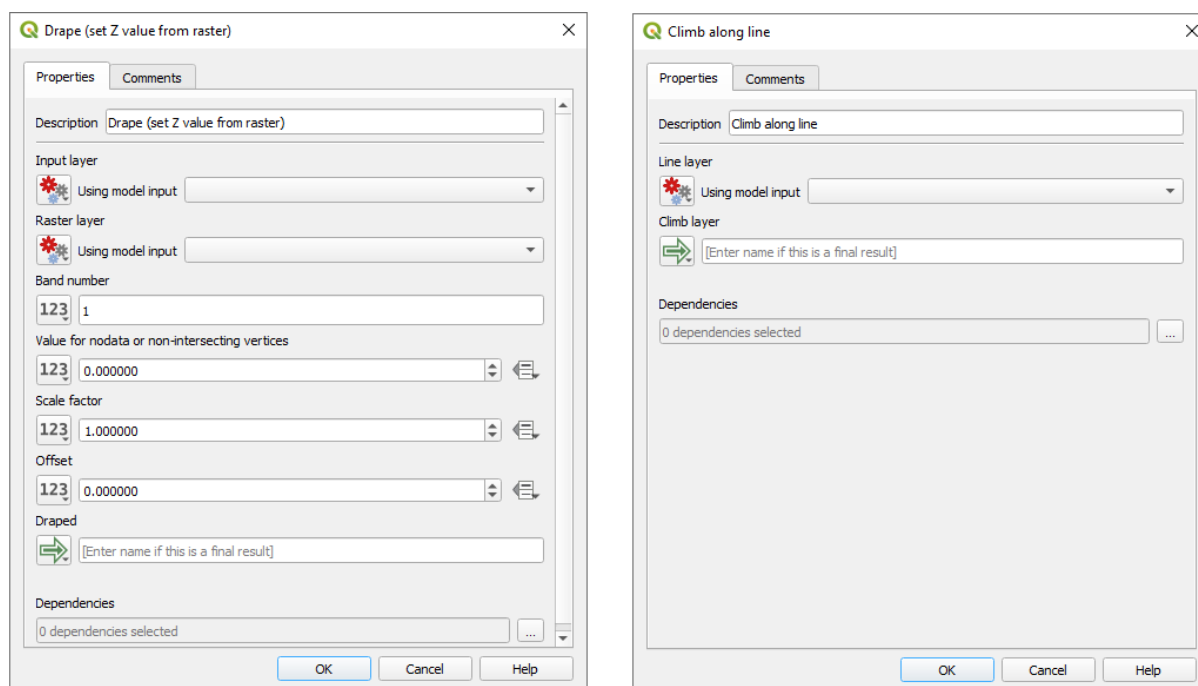 Drape (set Z value from raster)
Properties
Comments
Description Drape (set Z value from raster)
Input layer
Using model input
Raster layer
Using model input
Band number
123 1
Value for nodata or non-intersecting vertices
123 0.000000
Scale factor
123 1.000000
Offset
123 0.000000
Draped
[Enter name if this is a final result]
Dependencies
0 dependencies selected
...
OK
Cancel
Help
Climb along line
Properties
Comments
Description Climb along line
Line layer
Using model input
Climb layer
[Enter name if this is a final result]
Dependencies
0 dependencies selected
...
OK
Cancel
Help